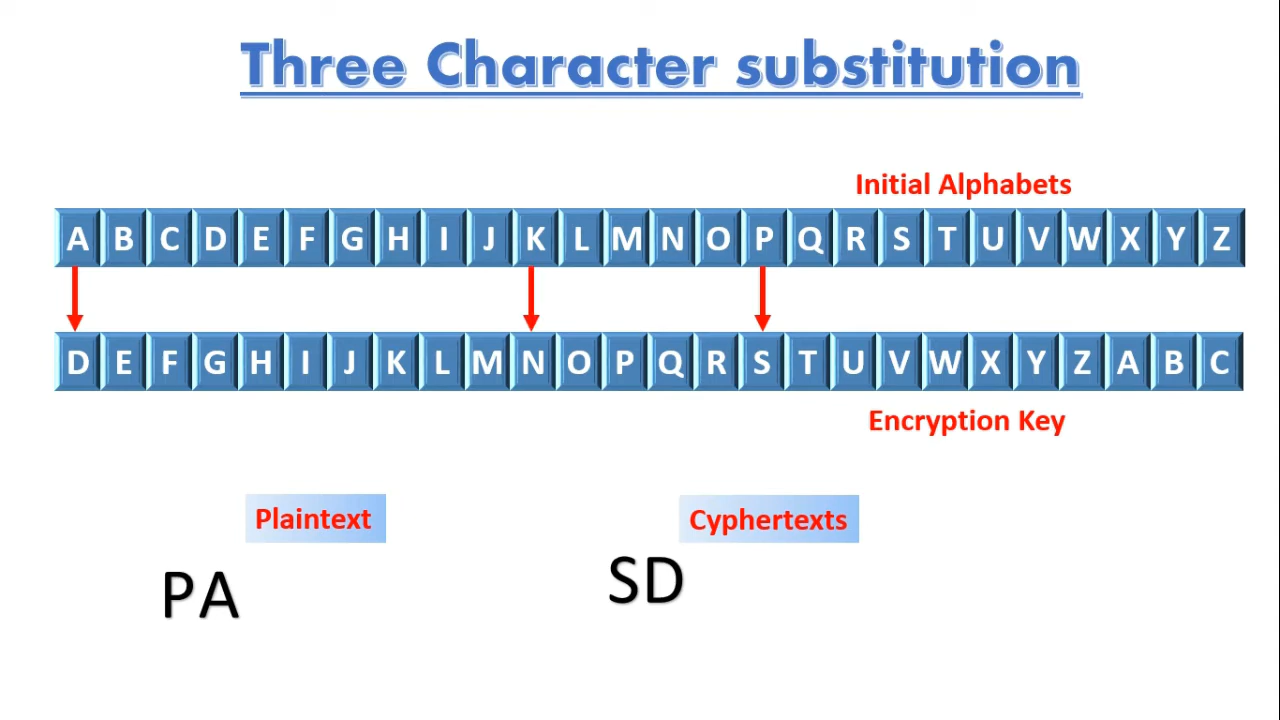 Three Character substitution
Initial Alphabets
A B C D E F G H I J K L M N O P Q R S T U V W X Y Z
D E F G H I J K L M N O P Q R S T U V W X Y Z A B C
Encryption Key
Plaintext Cyphertexts
PA SD